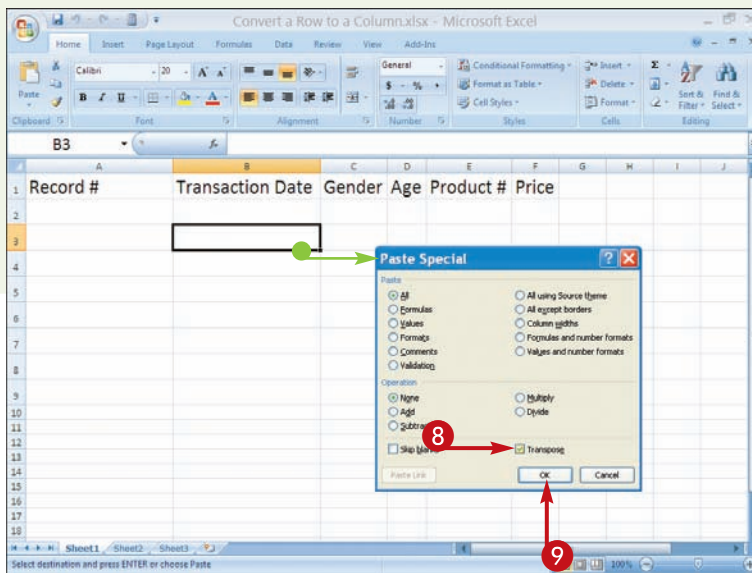 Convert a Row to a Column.xlsx - Microsoft Excel
Home Insert Page Layout Formulas Data Review View Add-Ins
Paste
Calibri 20 A A
B I U
General
$ - % ,
Conditional Formatting
Format as Table
Cell Styles
Insert
Delete
Format
Σ
Sort & Filter
Find & Select
Clipboard Font Alignment Number Styles Cells Editing
B3 fx
A B C D E F G H I J
1 Record # Transaction Date Gender Age Product # Price
2
3
4
5
6
7
8
9
10
11
12
13
14
15
16
17
18
Paste Special
Paste
All All using Source theme
Formulas All except borders
Values Column widths
Formats Formulas and number formats
Comments Values and number formats
Validation
Operation
None Multiply
Add Divide
8
Transpose
Paste Link OK Cancel
9
Sheet1 Sheet2 Sheet3
Select destination and press ENTER or choose Paste 100%